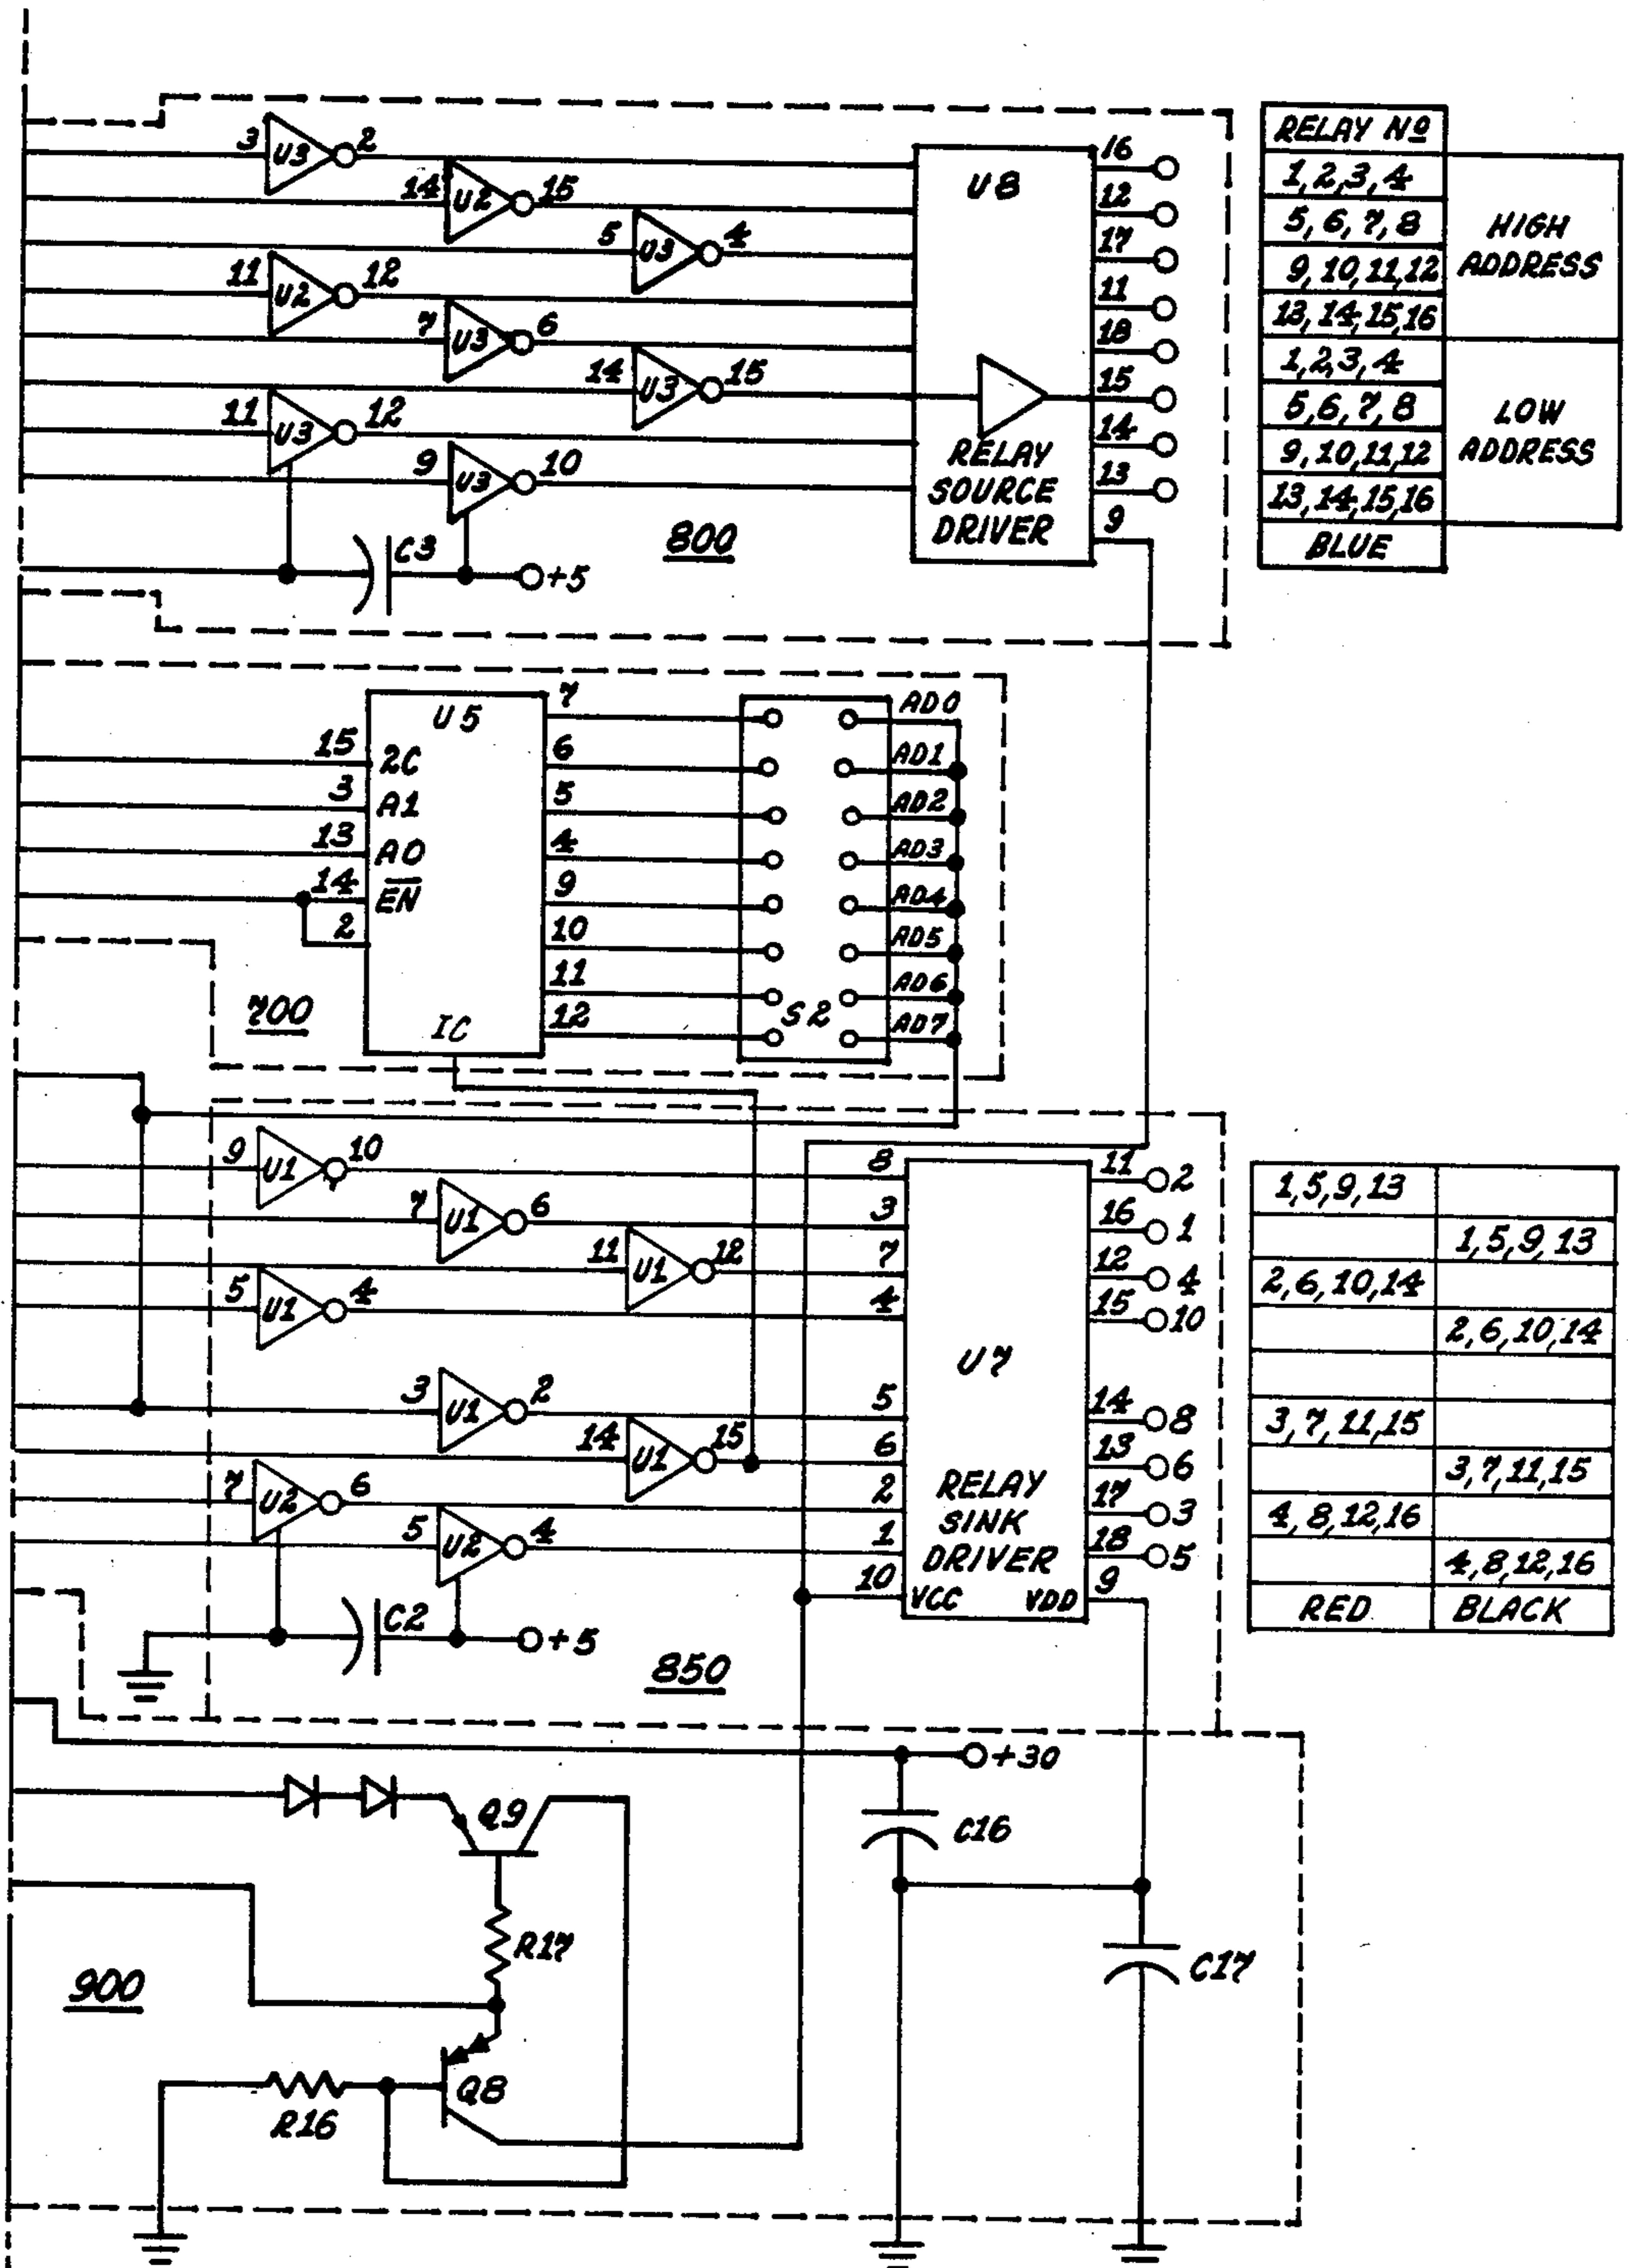 3 U3 2
14 U2 15
5 U3 4
11 U2 12
7 U3 6
14 U3 15
11 U3 12
9 U3 10
C3
+5
800
U8
RELAY
SOURCE
DRIVER
16
12
17
11
18
15
14
13
9
RELAY Nº
1,2,3,4
5,6,7,8
9,10,11,12
13,14,15,16
HIGH
ADDRESS
1,2,3,4
5,6,7,8
9,10,11,12
13,14,15,16
LOW
ADDRESS
BLUE
U5
15 2C
3 A1
13 A0
14 EN
2
IC
7
6
5
4
9
10
11
12
S2
AD0
AD1
AD2
AD3
AD4
AD5
AD6
AD7
700
9 U1 10
7 U1 6
11 U1 12
5 U1 4
3 U1 2
14 U1 15
7 U2 6
5 U2 4
C2
+5
850
8
3
7
4
5
6
2
1
10 VCC
U7
RELAY
SINK
DRIVER
VDD 9
11 2
16 1
12 4
15 10
14 8
13 6
17 3
18 5
1,5,9,13
1,5,9,13
2,6,10,14
2,6,10,14
3,7,11,15
3,7,11,15
4,8,12,16
4,8,12,16
RED BLACK
+30
C16
C17
Q9
R17
900
Q8
R16